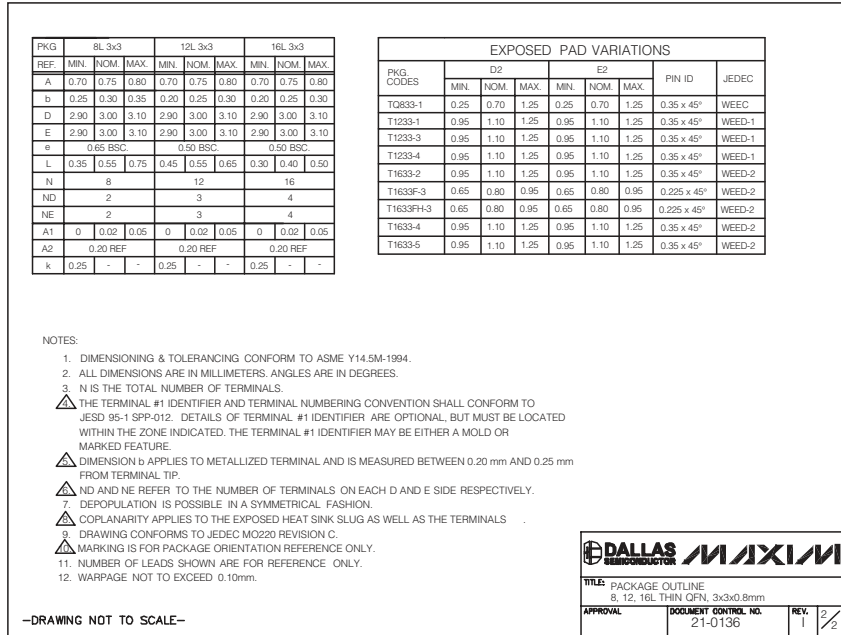 PKG 8L 3x3 12L 3x3 16L 3x3
REF. MIN. NOM. MAX. MIN. NOM. MAX. MIN. NOM. MAX.
A 0.70 0.75 0.80 0.70 0.75 0.80 0.70 0.75 0.80
b 0.25 0.30 0.35 0.20 0.25 0.30 0.20 0.25 0.30
D 2.90 3.00 3.10 2.90 3.00 3.10 2.90 3.00 3.10
E 2.90 3.00 3.10 2.90 3.00 3.10 2.90 3.00 3.10
e 0.65 BSC. 0.50 BSC. 0.50 BSC.
L 0.35 0.55 0.75 0.45 0.55 0.65 0.30 0.40 0.50
N 8 12 16
ND 2 3 4
NE 2 3 4
A1 0 0.02 0.05 0 0.02 0.05 0 0.02 0.05
A2 0.20 REF 0.20 REF 0.20 REF
k 0.25 - - 0.25 - - 0.25 - -
EXPOSED PAD VARIATIONS
PKG. CODES D2 E2 PIN ID JEDEC
MIN. NOM. MAX. MIN. NOM. MAX.
TQ833-1 0.25 0.70 1.25 0.25 0.70 1.25 0.35 x 45° WEEC
T1233-1 0.95 1.10 1.25 0.95 1.10 1.25 0.35 x 45° WEED-1
T1233-3 0.95 1.10 1.25 0.95 1.10 1.25 0.35 x 45° WEED-1
T1233-4 0.95 1.10 1.25 0.95 1.10 1.25 0.35 x 45° WEED-1
T1633-2 0.95 1.10 1.25 0.95 1.10 1.25 0.35 x 45° WEED-2
T1633F-3 0.65 0.80 0.95 0.65 0.80 0.95 0.225 x 45° WEED-2
T1633FH-3 0.65 0.80 0.95 0.65 0.80 0.95 0.225 x 45° WEED-2
T1633-4 0.95 1.10 1.25 0.95 1.10 1.25 0.35 x 45° WEED-2
T1633-5 0.95 1.10 1.25 0.95 1.10 1.25 0.35 x 45° WEED-2
NOTES:
1. DIMENSIONING & TOLERANCING CONFORM TO ASME Y14.5M-1994.
2. ALL DIMENSIONS ARE IN MILLIMETERS. ANGLES ARE IN DEGREES.
3. N IS THE TOTAL NUMBER OF TERMINALS.
4. THE TERMINAL #1 IDENTIFIER AND TERMINAL NUMBERING CONVENTION SHALL CONFORM TO
JESD 95-1 SPP-012. DETAILS OF TERMINAL #1 IDENTIFIER ARE OPTIONAL, BUT MUST BE LOCATED
WITHIN THE ZONE INDICATED. THE TERMINAL #1 IDENTIFIER MAY BE EITHER A MOLD OR
MARKED FEATURE.
5. DIMENSION b APPLIES TO METALLIZED TERMINAL AND IS MEASURED BETWEEN 0.20 mm AND 0.25 mm
FROM TERMINAL TIP.
6. ND AND NE REFER TO THE NUMBER OF TERMINALS ON EACH D AND E SIDE RESPECTIVELY.
7. DEPOPULATION IS POSSIBLE IN A SYMMETRICAL FASHION.
8. COPLANARITY APPLIES TO THE EXPOSED HEAT SINK SLUG AS WELL AS THE TERMINALS .
9. DRAWING CONFORMS TO JEDEC MO220 REVISION C.
10. MARKING IS FOR PACKAGE ORIENTATION REFERENCE ONLY.
11. NUMBER OF LEADS SHOWN ARE FOR REFERENCE ONLY.
12. WARPAGE NOT TO EXCEED 0.10mm.
-DRAWING NOT TO SCALE-
DALLAS SEMICONDUCTOR MAXIM
TITLE: PACKAGE OUTLINE
8, 12, 16L THIN QFN, 3x3x0.8mm
APPROVAL DOCUMENT CONTROL NO. REV.
21-0136 I 2/2